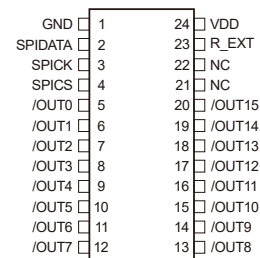 GND 1 24 VDD
SPIDATA 2 23 R_EXT
SPICK 3 22 NC
SPICS 4 21 NC
/OUT0 5 20 /OUT15
/OUT1 6 19 /OUT14
/OUT2 7 18 /OUT13
/OUT3 8 17 /OUT12
/OUT4 9 16 /OUT11
/OUT5 10 15 /OUT10
/OUT6 11 14 /OUT9
/OUT7 12 13 /OUT8